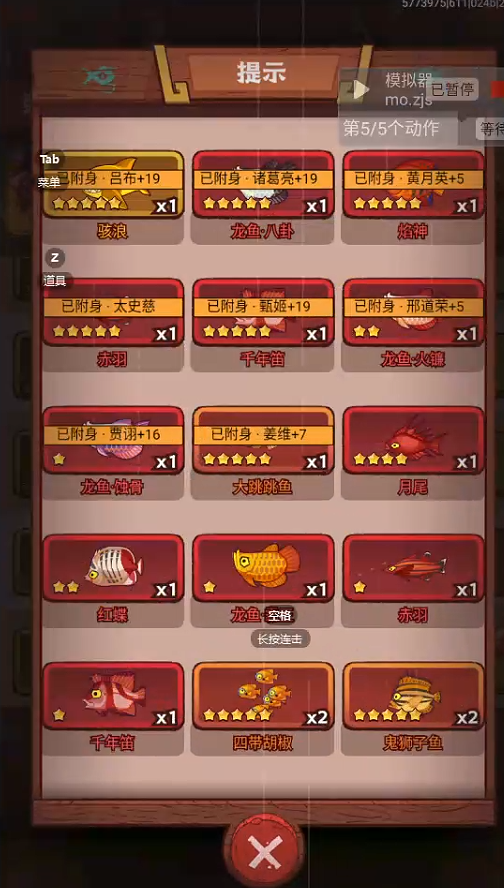 5773975|611|024b|2
提示
模拟器
已暂停
mo.zjs
第5/5个动作
等待
Tab
菜单
已附身 · 吕布+19
x1
骇浪
已附身 · 诸葛亮+19
x1
龙鱼·八卦
已附身 · 黄月英+5
x1
焰神
Z
道具
已附身 · 太史慈
x1
赤羽
已附身 · 甄姬+19
x1
千年笛
已附身 · 邢道荣+5
x1
龙鱼·火镰
已附身 · 贾诩+16
x1
龙鱼·蚀骨
已附身 · 姜维+7
x1
大跳跳鱼
x1
月尾
x1
红蝶
x1
龙鱼
空格
长按连击
x1
赤羽
x1
千年笛
x2
四带胡椒
x2
鬼狮子鱼